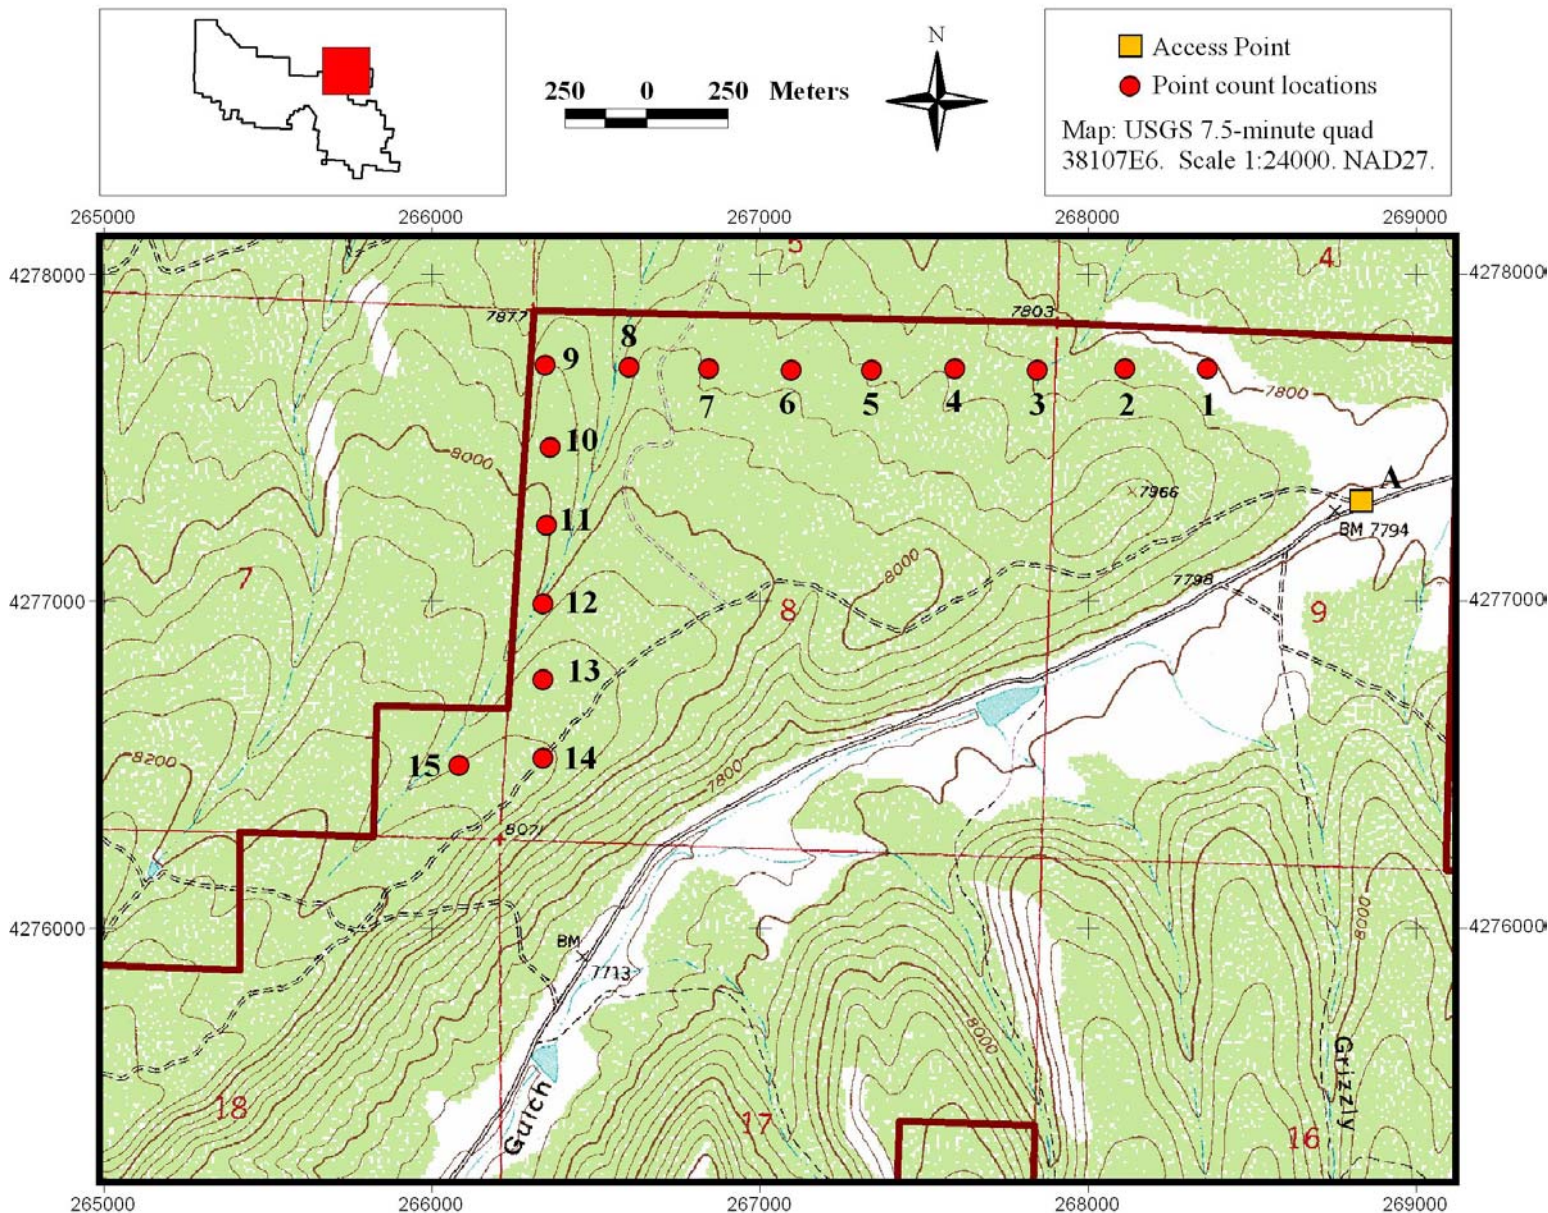 N
250 0 250 Meters
Access Point
Point count locations
Map: USGS 7.5-minute quad
38107E6. Scale 1:24000. NAD27.
265000 266000 267000 268000 269000
5
4
4278000 4278000
7877 7803
8
9
7 6 5 4 3 2 1
7800
10
8000
7966
A
11
BM 7794
8000
7 7798
4277000 12 8 9 4277000
13
15 14
8200
7800
8071
8000
4276000 4276000
BM
7713
8000
Grizzly
Gulch
18 17 16
265000 266000 267000 268000 269000